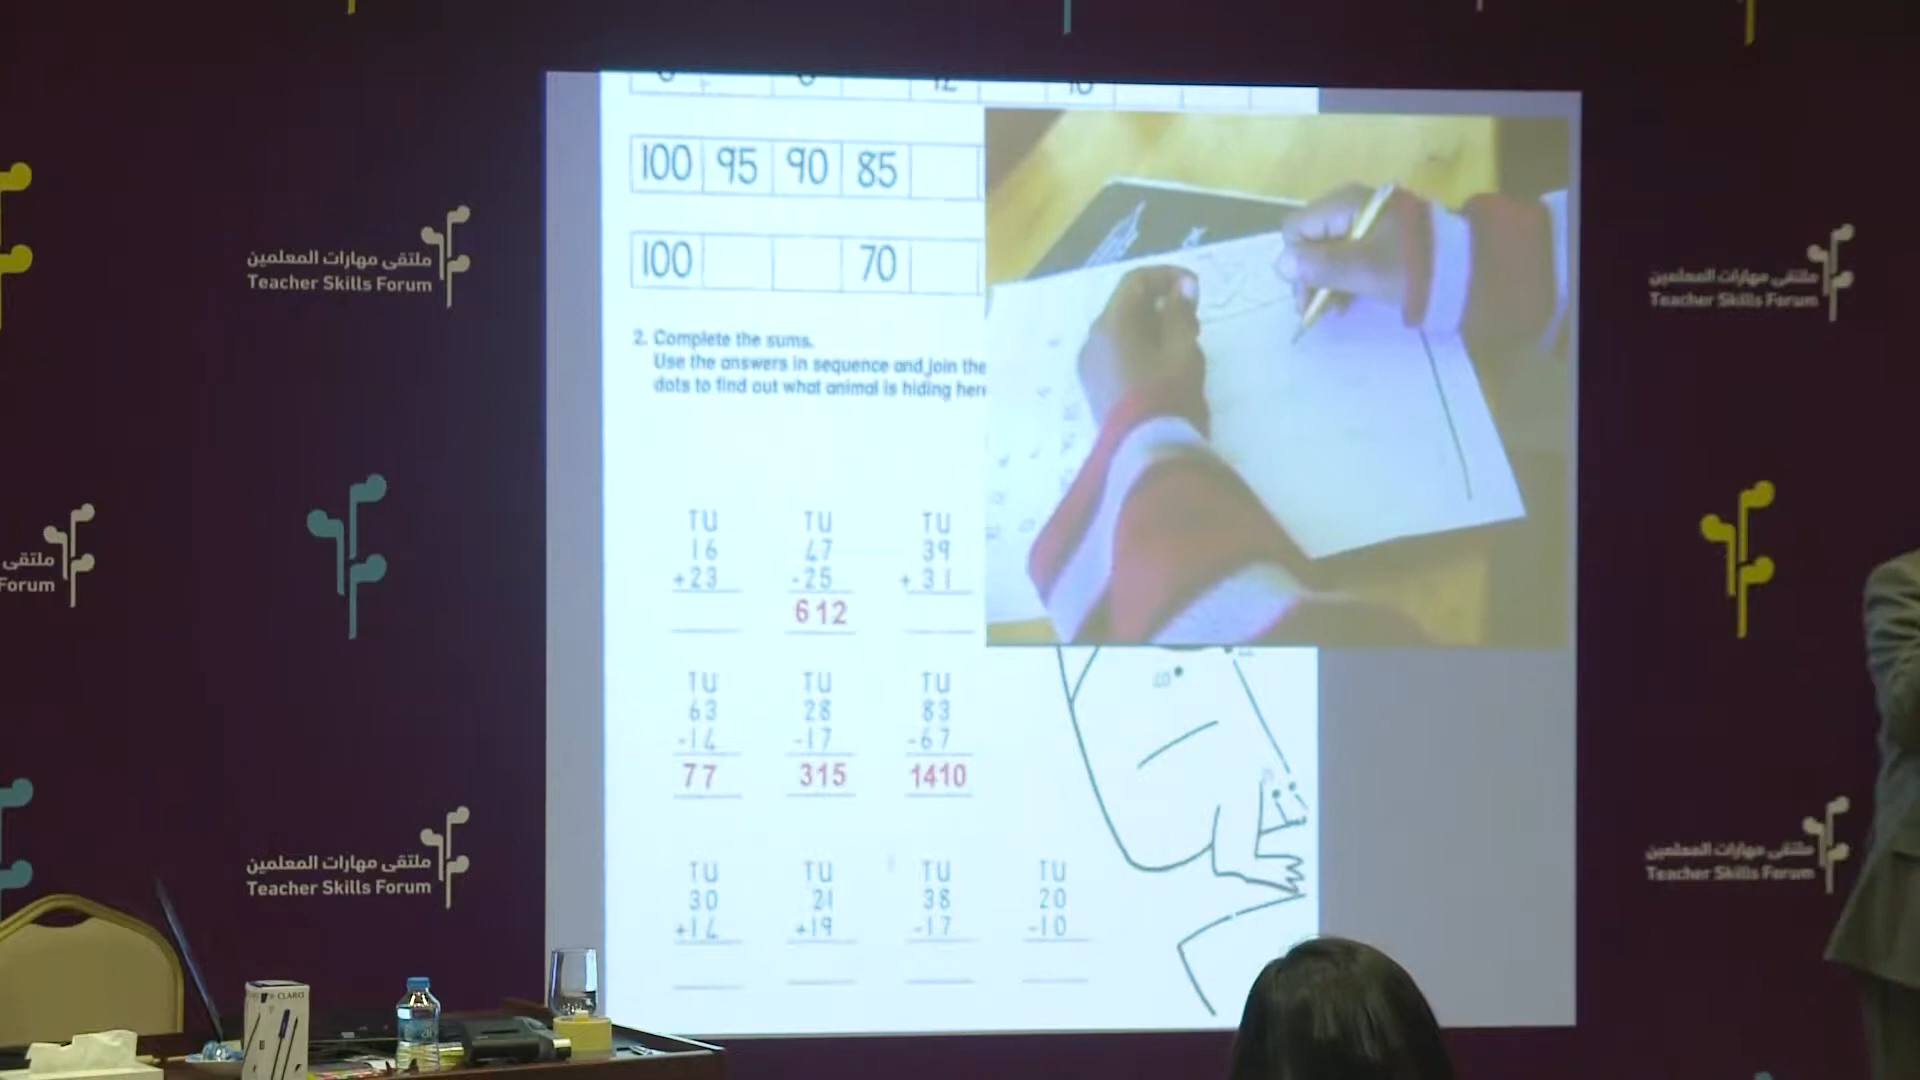 100 95 90 85
100 70
2. Complete the sums.
Use the answers in sequence and join the
dots to find out what animal is hiding here
TU TU TU
16 47 39
+23 -25 +31
612
TU TU TU
63 28 83
-14 -17 -67
77 315 1410
TU TU TU TU
30 21 38 20
+14 +19 -17 -10
ملتقى مهارات المعلمين
Teacher Skills Forum
ملتقى مهارات المعلمين
Teacher Skills Forum
ملتقى
Forum
ملتقى مهارات المعلمين
Teacher Skills Forum
ملتقى مهارات المعلمين
Teacher Skills Forum
CLARO